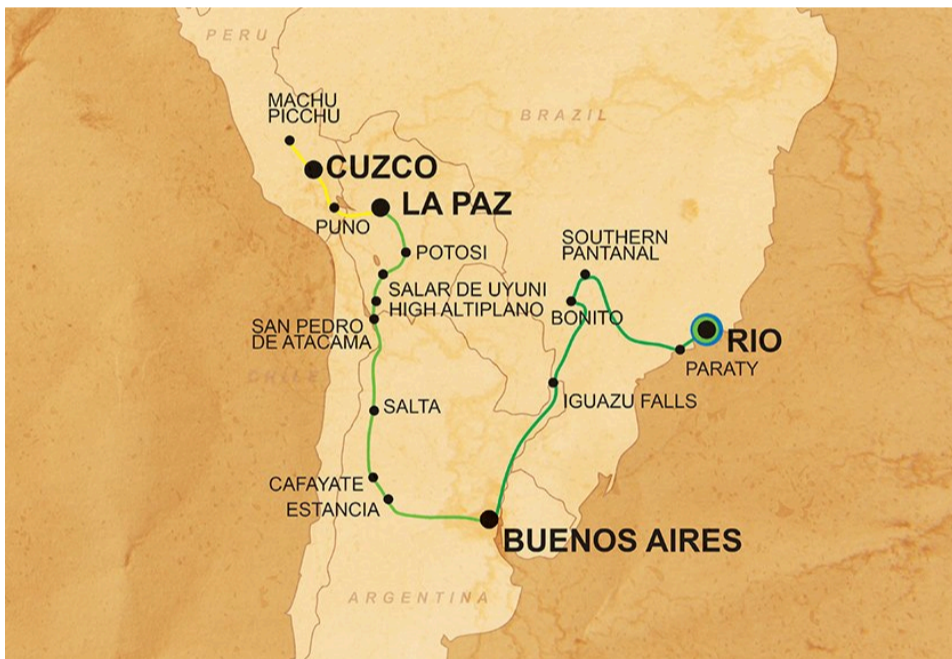 PERU
MACHU
PICCHU
BRAZIL
CUZCO
LA PAZ
PUNO
SOUTHERN
PANTANAL
POTOSI
SALAR DE UYUNI
HIGH ALTIPLANO
BONITO
SAN PEDRO
DE ATACAMA
RIO
PARATY
CHILE
SALTA
IGUAZU FALLS
CAFAYATE
ESTANCIA
BUENOS AIRES
ARGENTINA